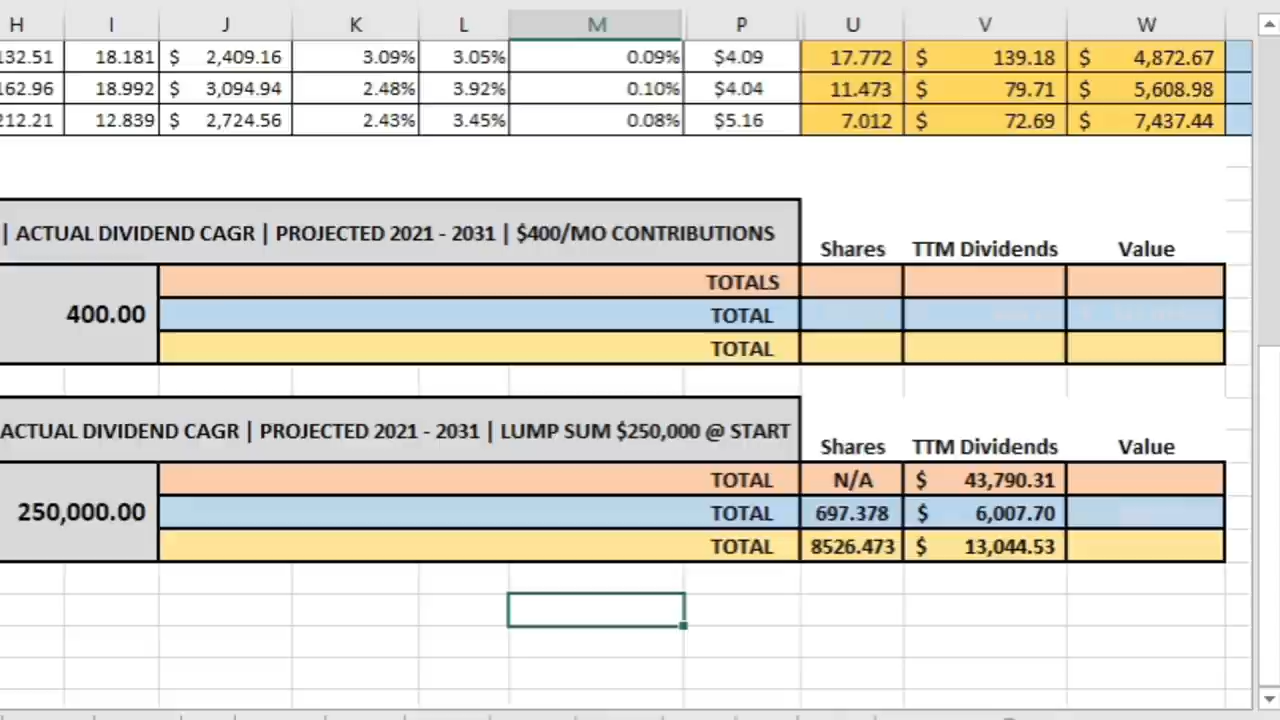 H I J K L M P U V W
132.51 18.181 $ 2,409.16 3.09% 3.05% 0.09% $4.09 17.772 $ 139.18 $ 4,872.67
162.96 18.992 $ 3,094.94 2.48% 3.92% 0.10% $4.04 11.473 $ 79.71 $ 5,608.98
212.21 12.839 $ 2,724.56 2.43% 3.45% 0.08% $5.16 7.012 $ 72.69 $ 7,437.44
| ACTUAL DIVIDEND CAGR | PROJECTED 2021 - 2031 | $400/MO CONTRIBUTIONS
Shares TTM Dividends Value
TOTALS
400.00 TOTAL
TOTAL
ACTUAL DIVIDEND CAGR | PROJECTED 2021 - 2031 | LUMP SUM $250,000 @ START
Shares TTM Dividends Value
TOTAL N/A $ 43,790.31
250,000.00 TOTAL 697.378 $ 6,007.70
TOTAL 8526.473 $ 13,044.53